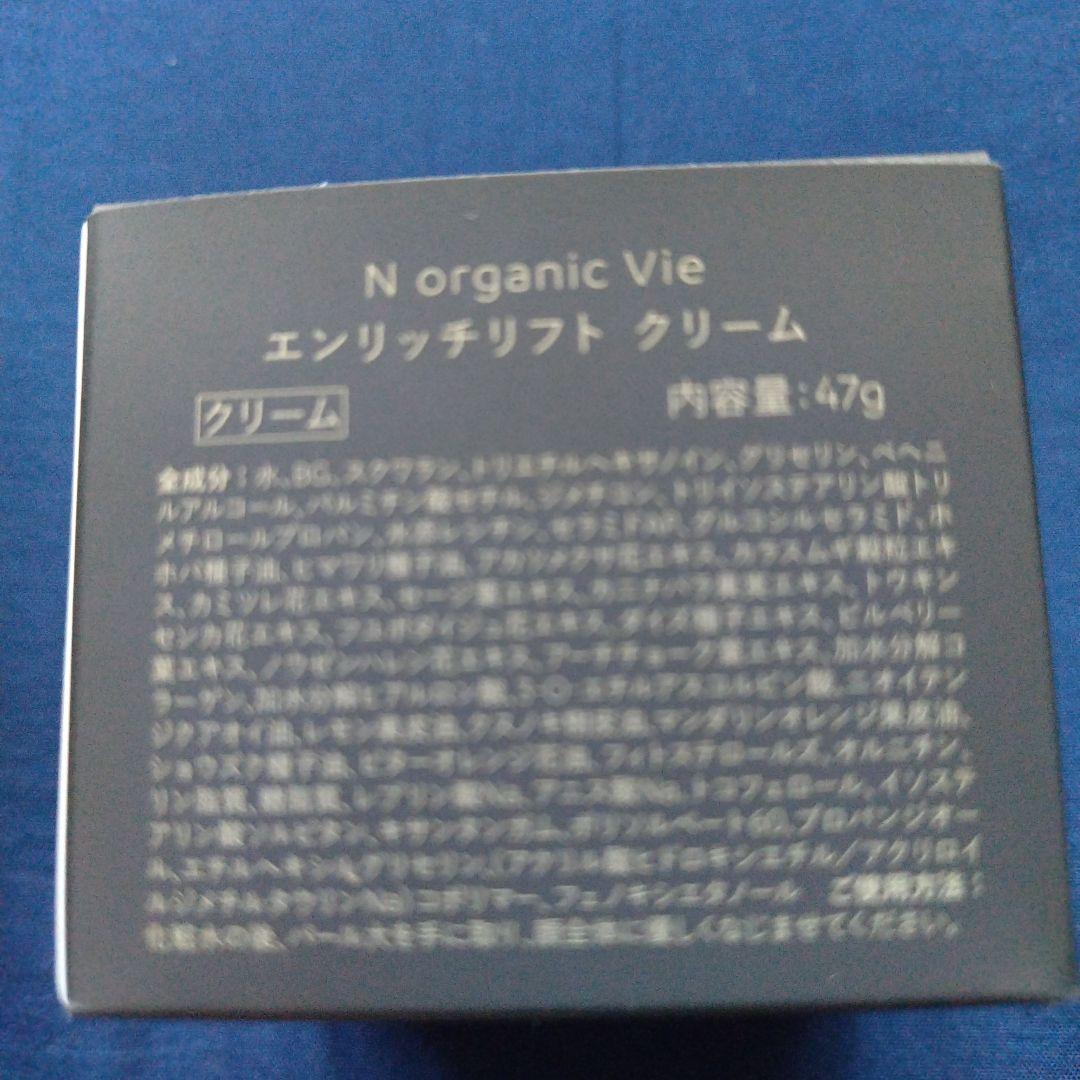 N organic Vie
エンリッチリフト クリーム
クリーム
内容量:47g
全成分:水、BG、スクワラン、トリエチルヘキサノイン、グリセリン、ベヘニ
ルアルコール、パルミチン酸セチル、ジメチコン、トリイソステアリン酸トリ
メチロールプロパン、水添レシチン、セラミドAP、グルコシルセラミド、ホ
ホバ種子油、ヒマワリ種子油、アカツメクサ花エキス、カラスムギ穀粒エキ
ス、カミツレ花エキス、セージ葉エキス、カニナバラ果実エキス、トウキン
センカ花エキス、フユボダイジュ花エキス、ダイズ種子エキス、ビルベリー
葉エキス、ノウゼンハレン花エキス、アーチチョーク葉エキス、加水分解コ
ラーゲン、加水分解ヒアルロン酸、3-O-エチルアスコルビン酸、ニオイテン
ジクアオイ油、レモン果皮油、クスノキ樹皮油、マンダリンオレンジ果皮油、
ショウズク種子油、ビターオレンジ花油、フィトステロールズ、オルニチン、
リン脂質、糖脂質、レブリン酸Na、アニス酸Na、トコフェロール、イソステ
アリン酸ソルビタン、キサンタンガム、ポリソルベート60、プロパンジオー
ル、エチルヘキシルグリセリン、(アクリル酸ヒドロキシエチル/アクリロイ
ルジメチルタウリンNa)コポリマー、フェノキシエタノール ご使用方法:
化粧水の後、パール大を手に取り、顔全体に優しくなじませてください。